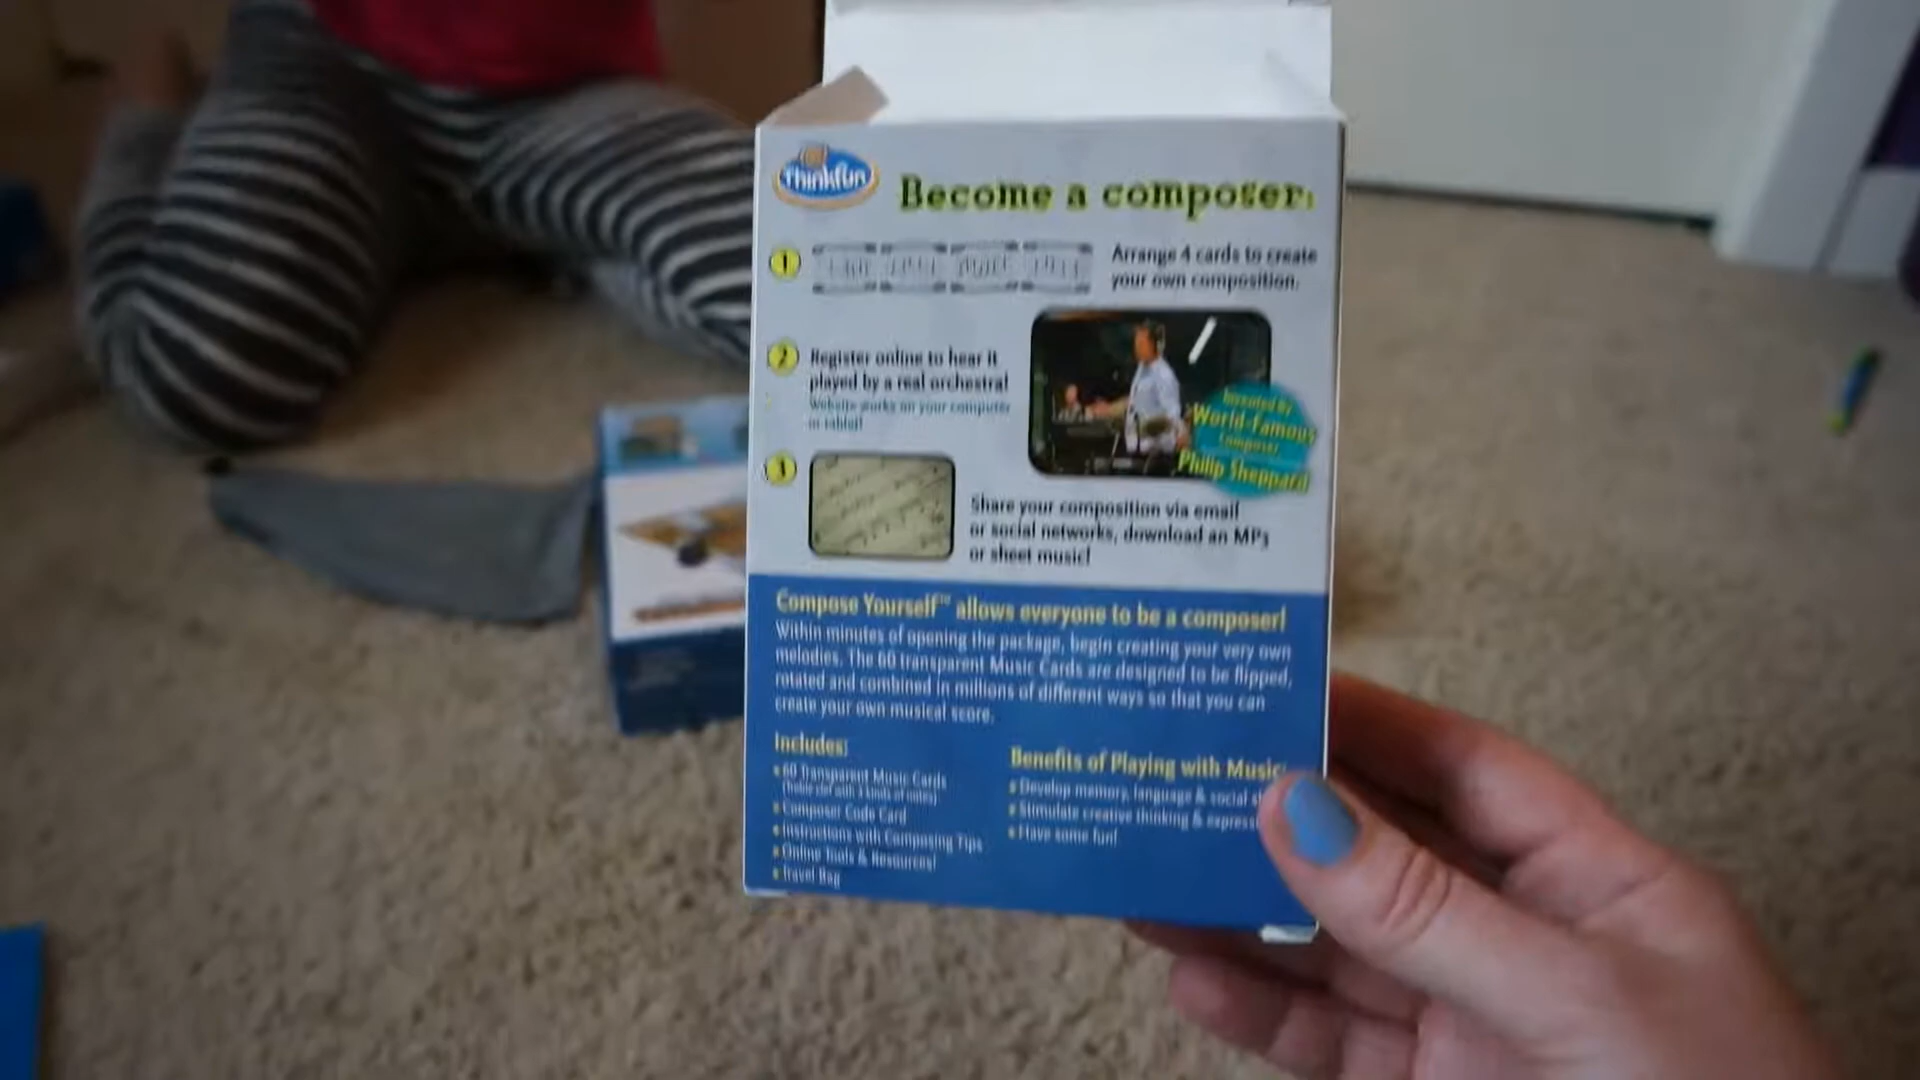 ThinkFun
Become a composer:
1
Arrange 4 cards to create
your own composition.
2
Register online to hear it
played by a real orchestra!
Website works on your computer
or tablet!
Invented by
World-Famous
Composer
Philip Sheppard
Share your composition via email
or social networks, download an MP3
or sheet music!
Compose Yourself™ allows everyone to be a composer!
Within minutes of opening the package, begin creating your very own
melodies. The 60 transparent Music Cards are designed to be flipped,
rotated and combined in millions of different ways so that you can
create your own musical score.
Includes:
• 60 Transparent Music Cards
• Composer Code Card
• Instructions with Composing Tips
• Online Tools & Resources!
• Travel Bag
Benefits of Playing with Music:
• Develop memory, language & social
• Stimulate creative thinking &
• Have some fun!